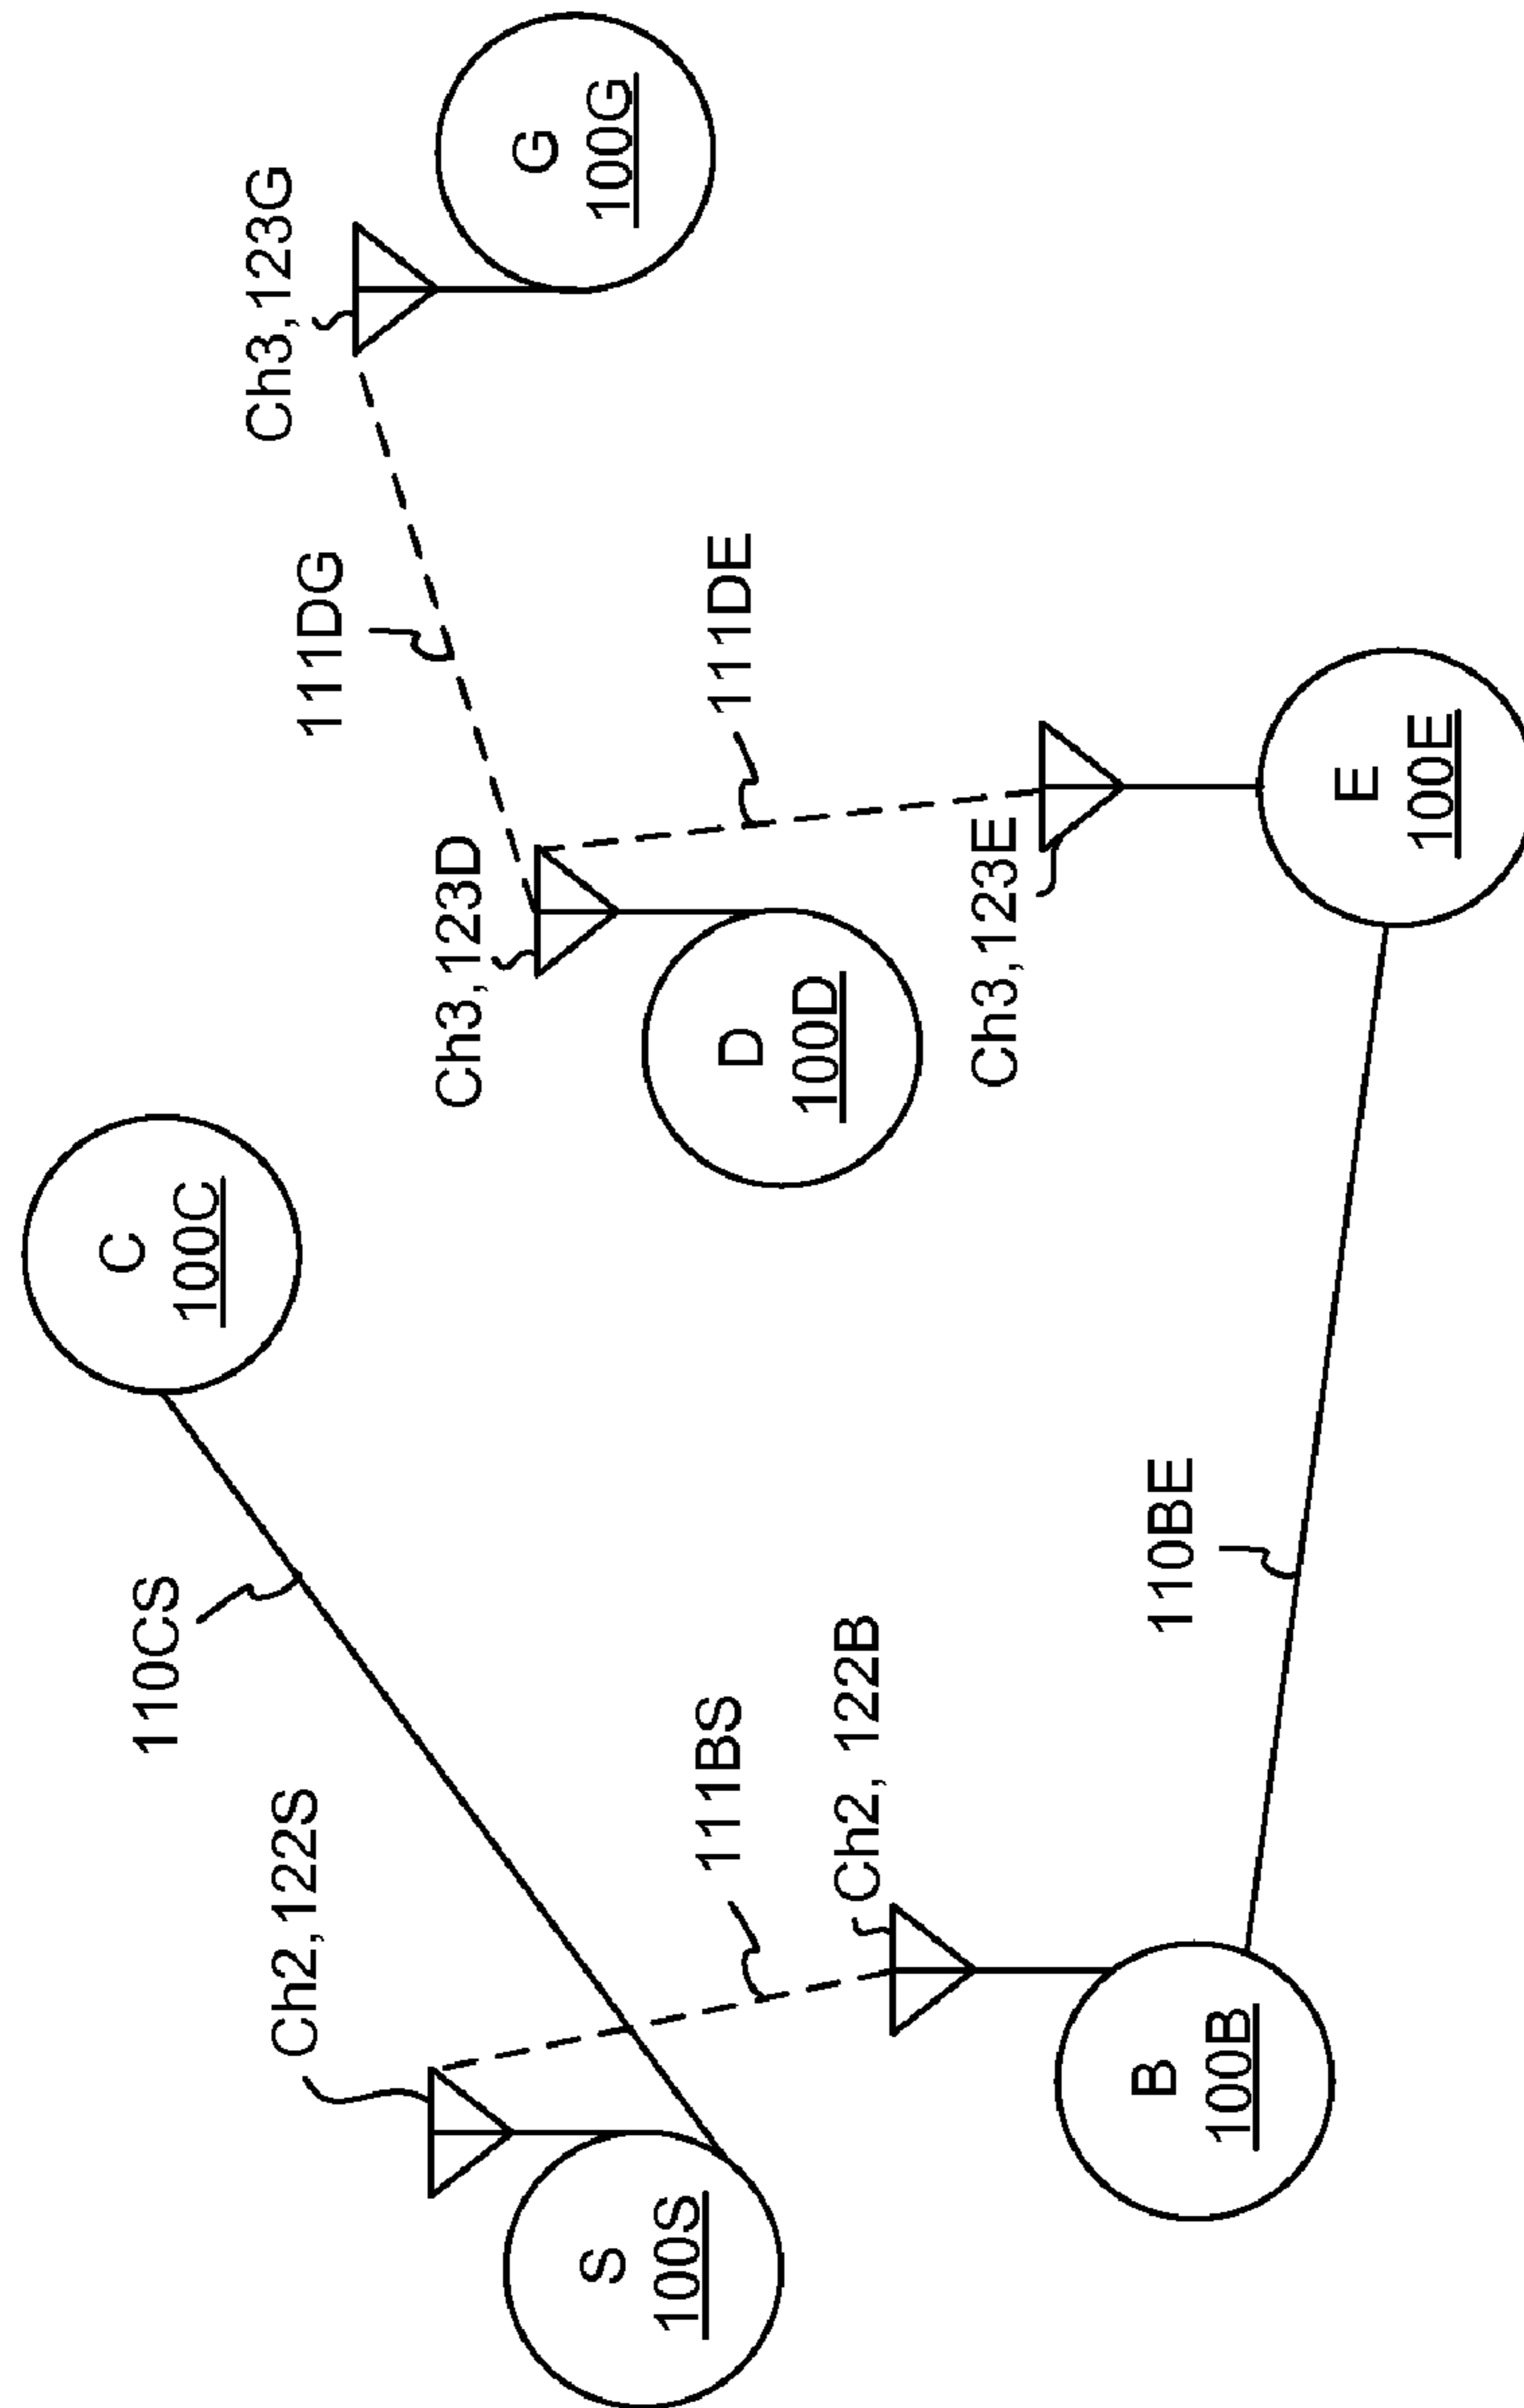 Ch2,122S
S
100S
110CS
C
100C
111BS
Ch2, 122B
B
100B
110BE
Ch3,123D
D
100D
111DG
Ch3,123G
G
100G
111DE
Ch3,123E
E
100E